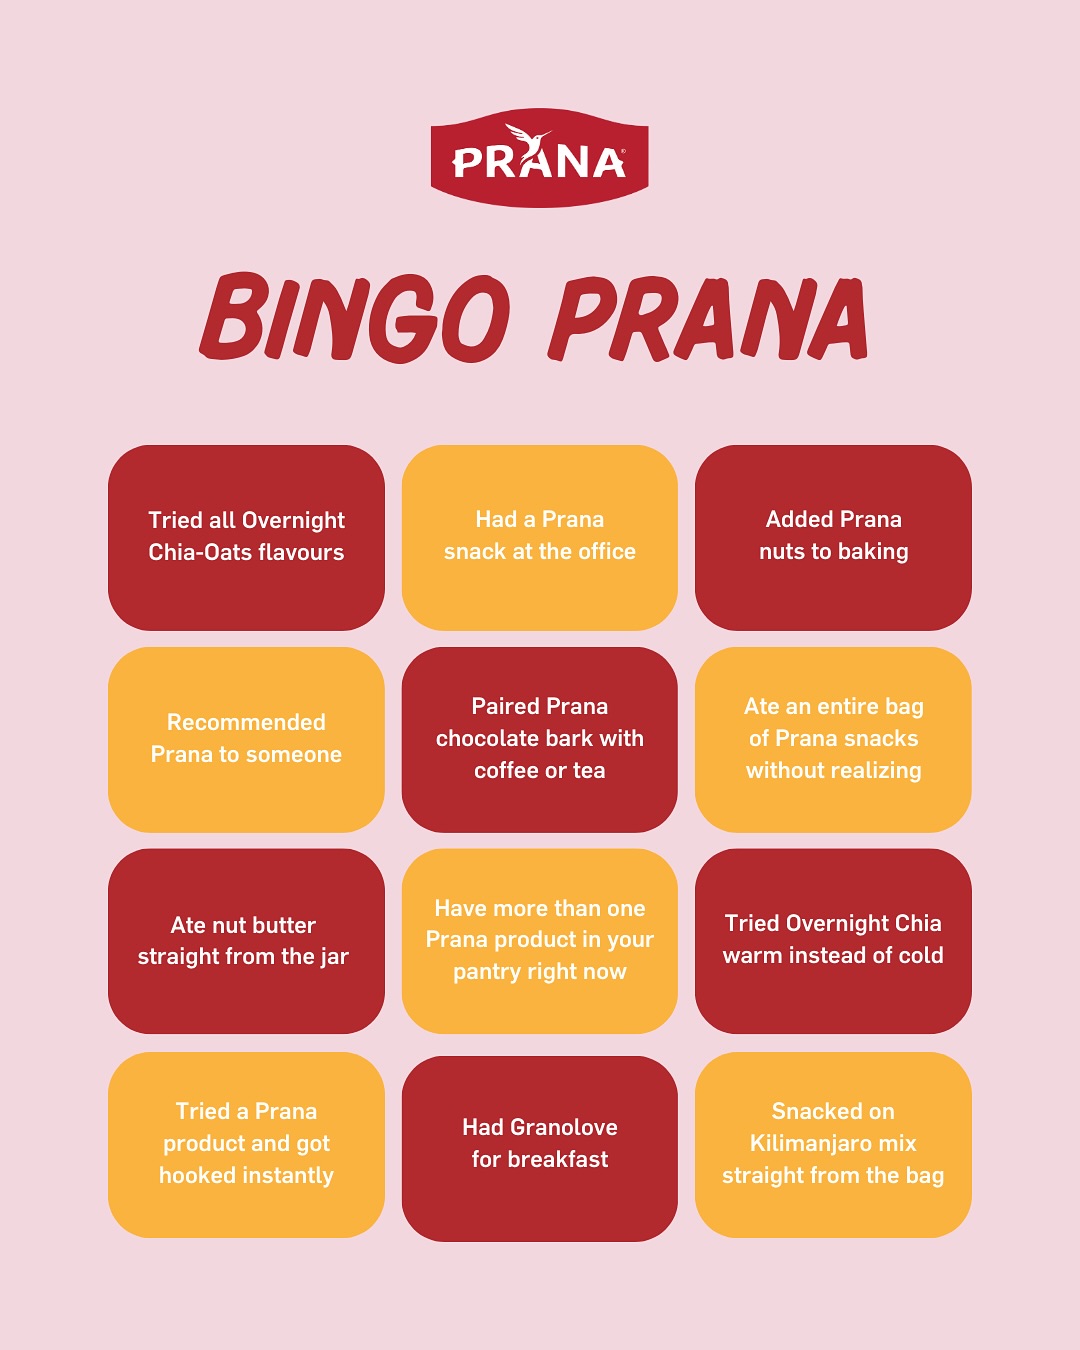 PRANA®
BINGO PRANA
Tried all Overnight
Chia-Oats flavours
Had a Prana
snack at the office
Added Prana
nuts to baking
Recommended
Prana to someone
Paired Prana
chocolate bark with
coffee or tea
Ate an entire bag
of Prana snacks
without realizing
Ate nut butter
straight from the jar
Have more than one
Prana product in your
pantry right now
Tried Overnight Chia
warm instead of cold
Tried a Prana
product and got
hooked instantly
Had Granolove
for breakfast
Snacked on
Kilimanjaro mix
straight from the bag